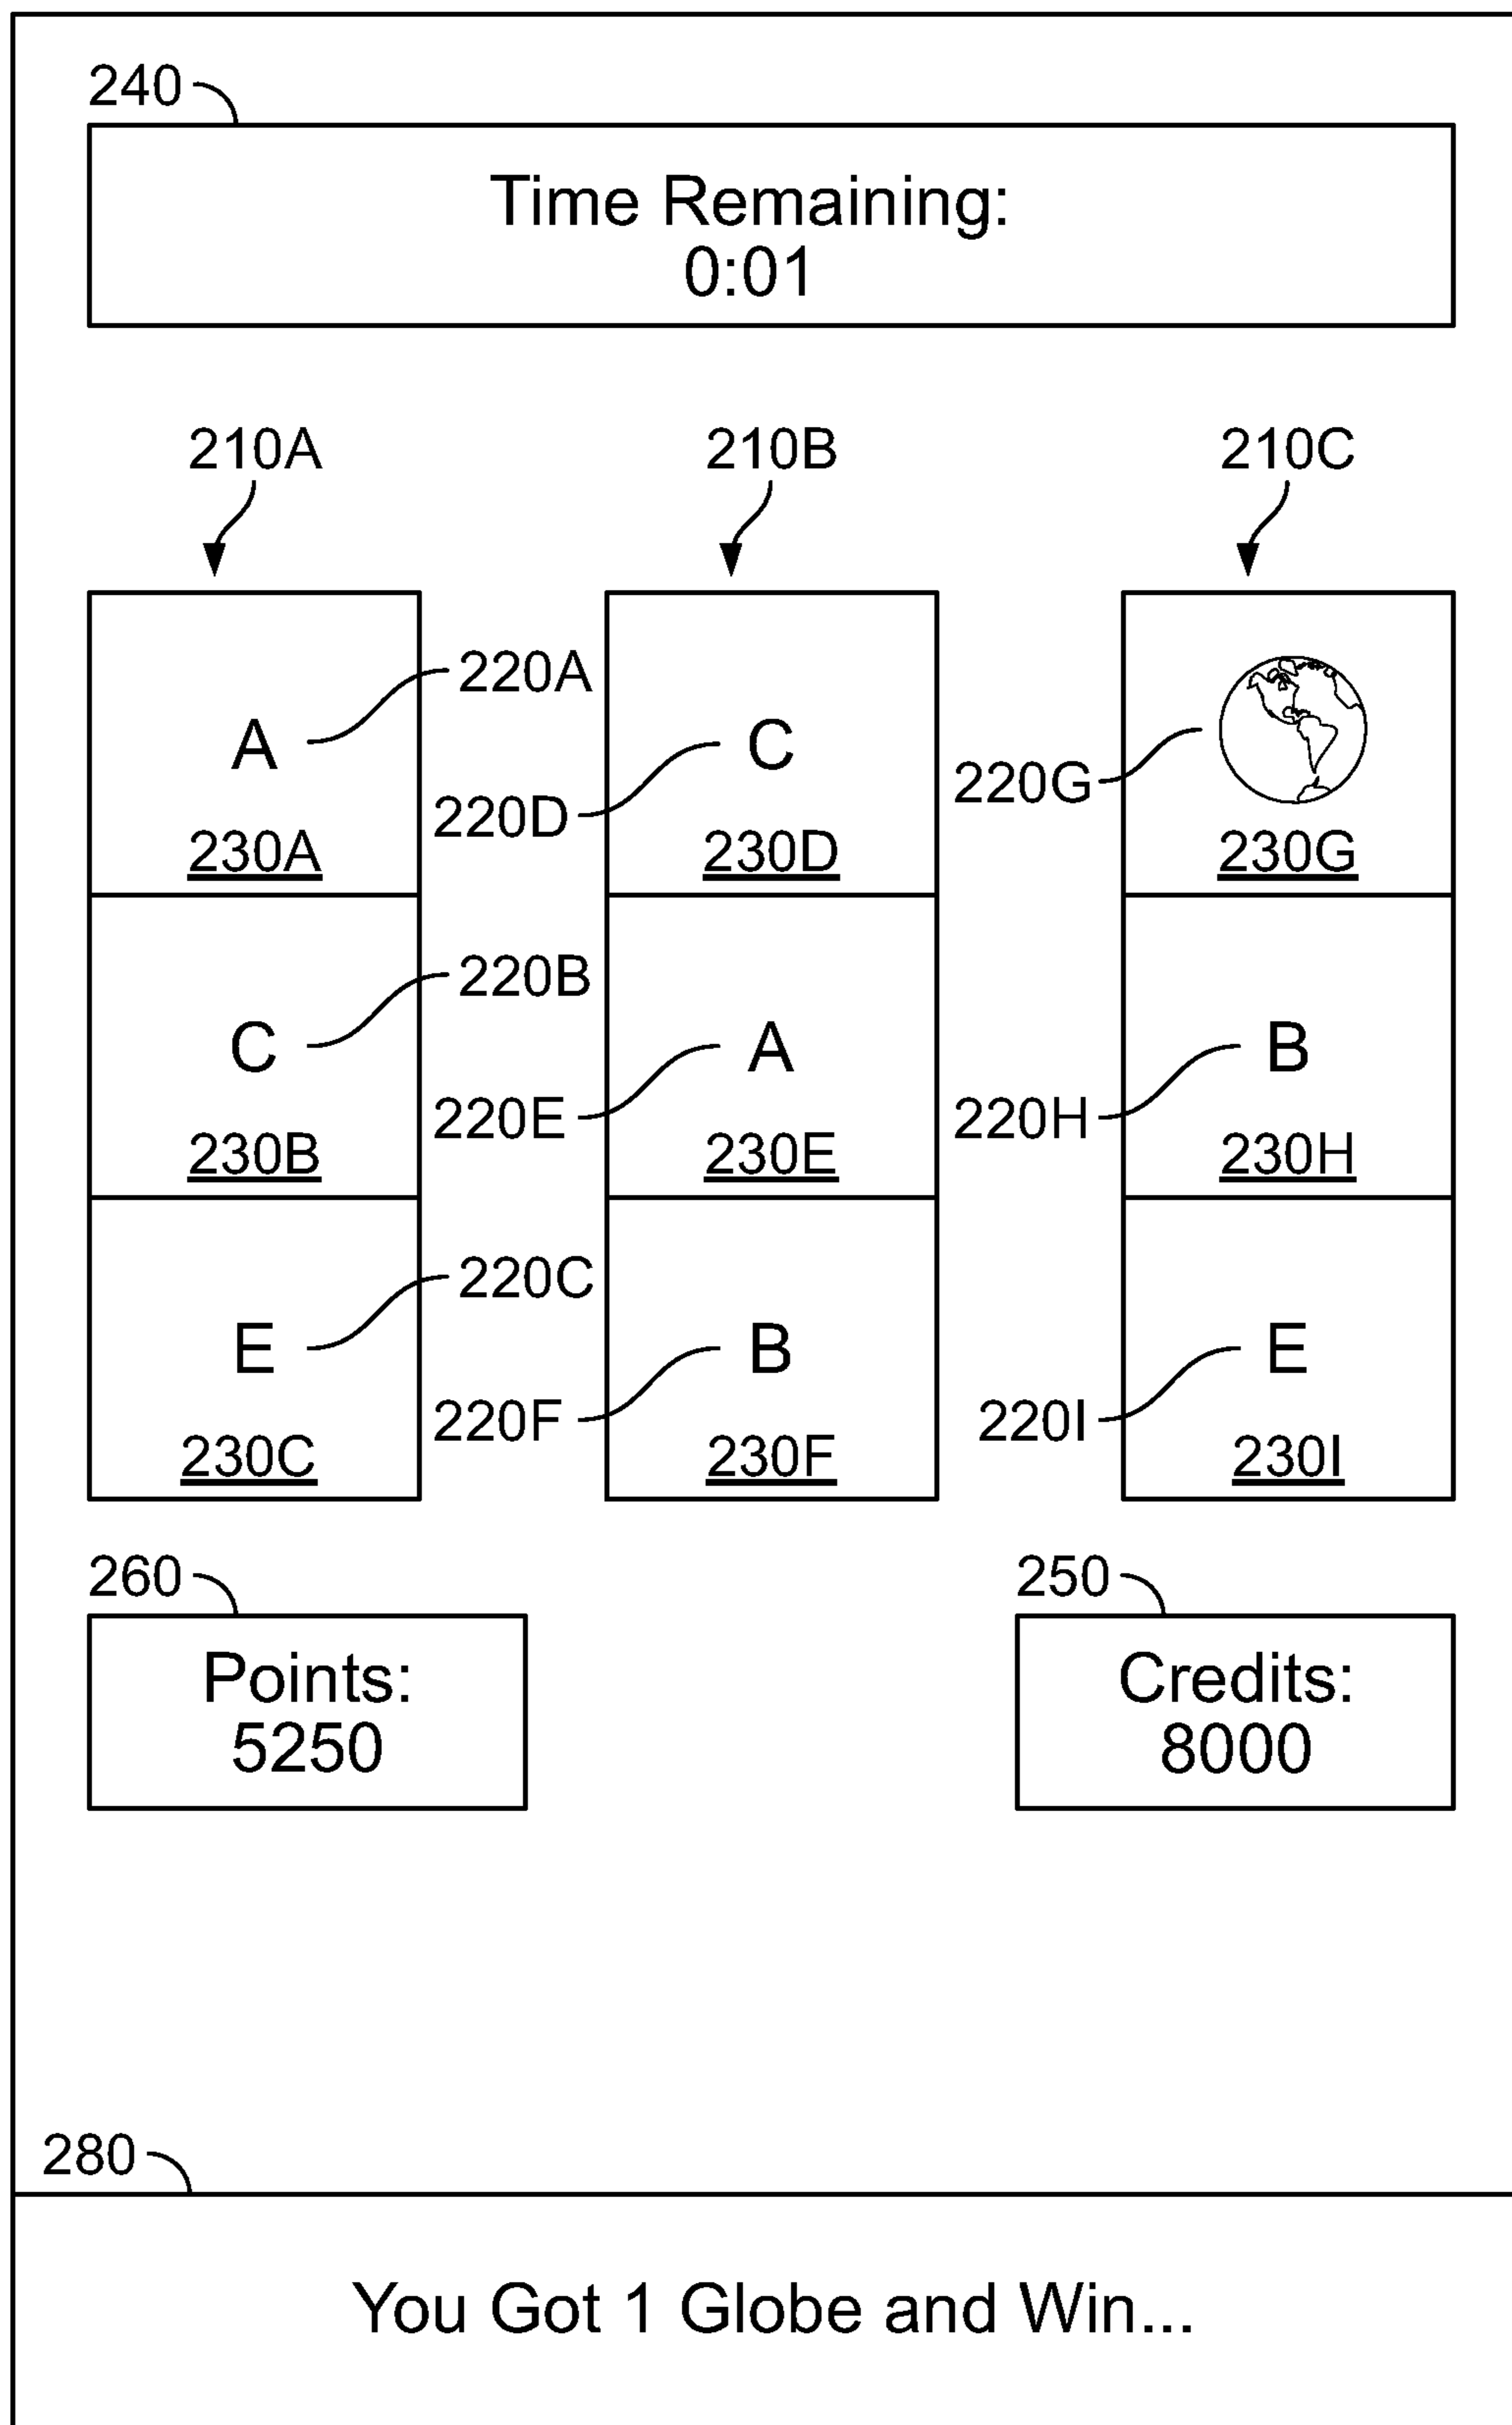 240
Time Remaining:
0:01
210A 210B 210C
220A
A C
220D 220G
230A 230D 230G
220B
C A B
220E 220H
230B 230E 230H
220C
E B E
220F 220I
230C 230F 230I
260 250
Points: Credits:
5250 8000
280
You Got 1 Globe and Win...